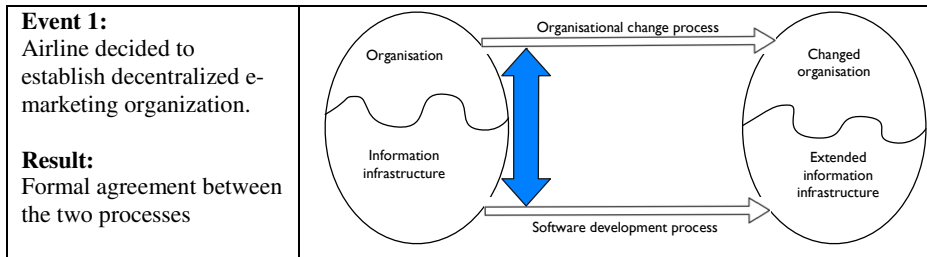 Event 1:
Airline decided to
establish decentralized e-
marketing organization.
Result:
Formal agreement between
the two processes
Organisational change process
Organisation
Changed
organisation
Information
infrastructure
Extended
information
infrastructure
Software development process